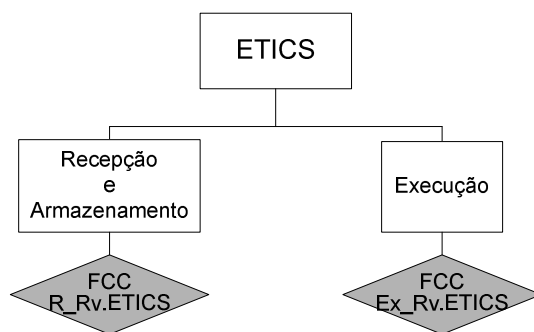 ETICS
Recepção
e
Armazenamento
Execução
FCC
R_Rv.ETICS
FCC
Ex_Rv.ETICS